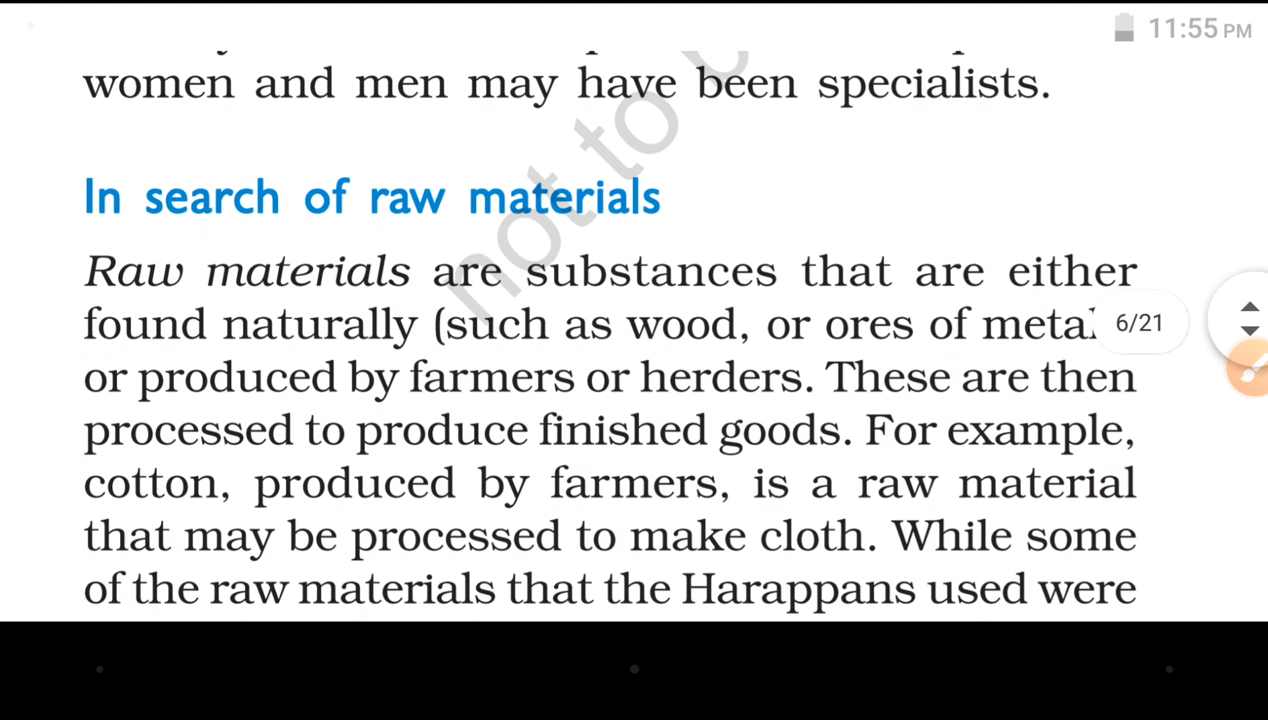 11:55 PM
women and men may have been specialists.
not to
In search of raw materials
Raw materials are substances that are either
found naturally (such as wood, or ores of metal
6/21
or produced by farmers or herders. These are then
processed to produce finished goods. For example,
cotton, produced by farmers, is a raw material
that may be processed to make cloth. While some
of the raw materials that the Harappans used were